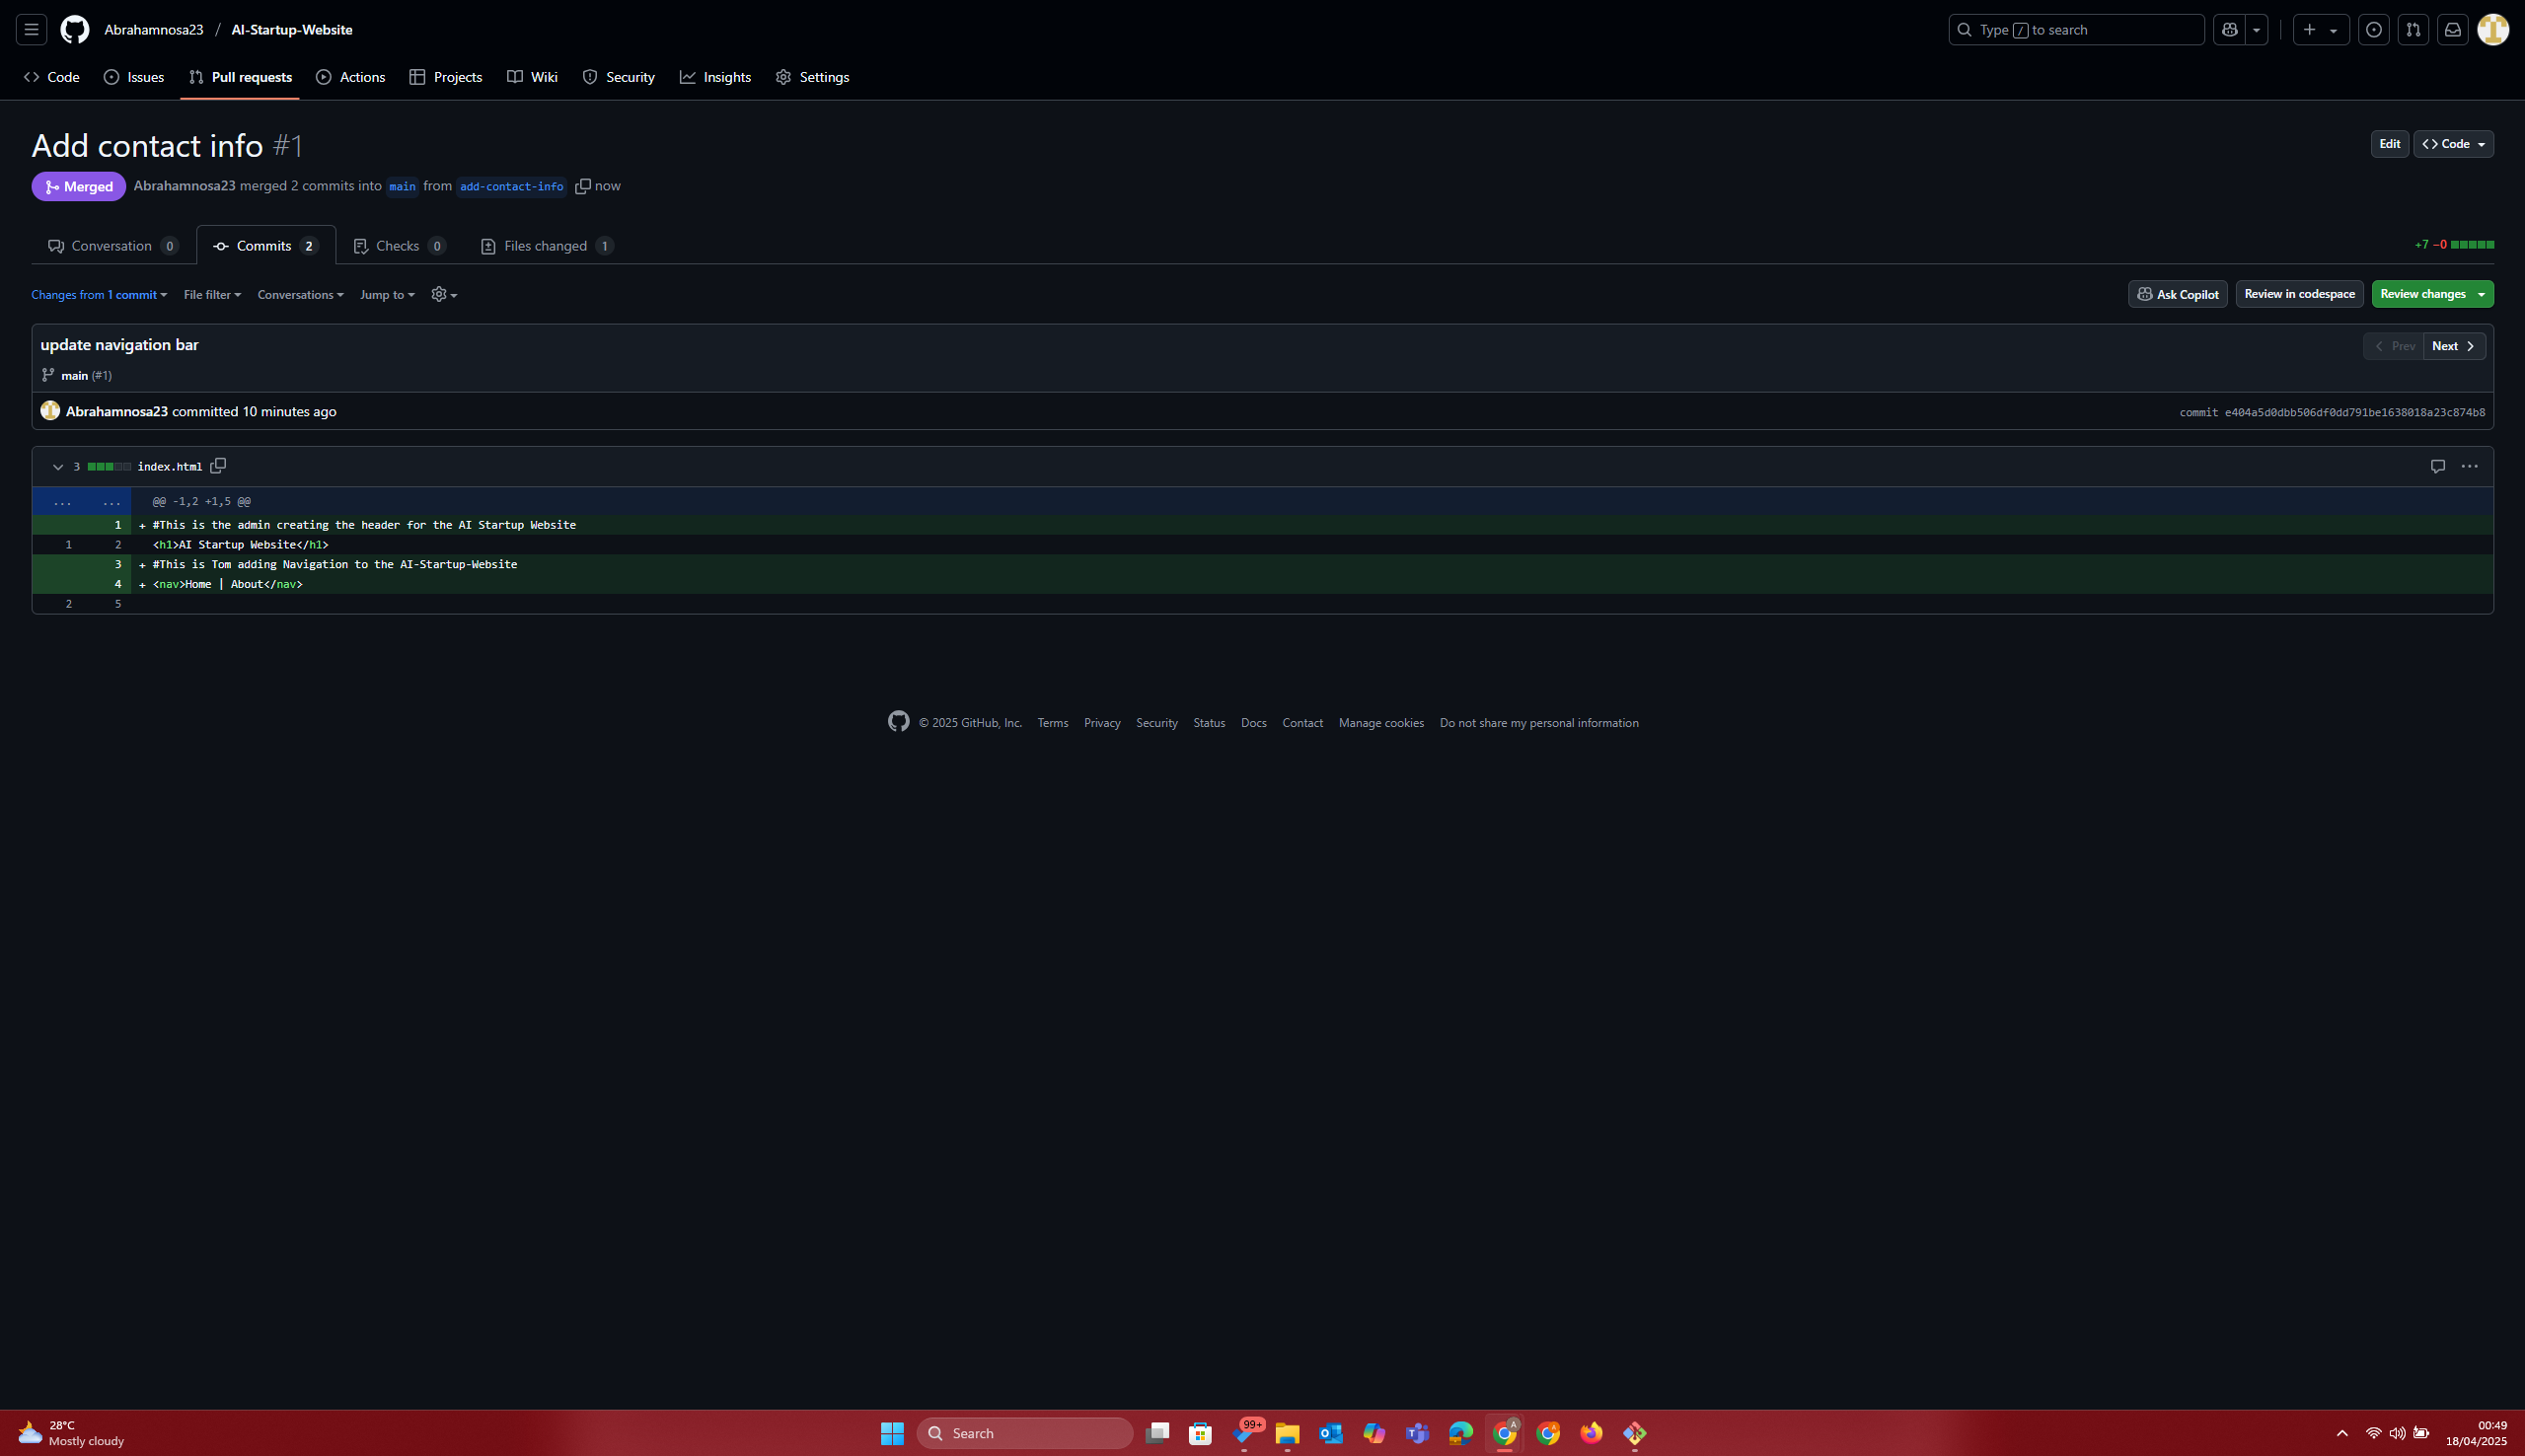 Abrahamnosa23 / AI-Startup-Website
Type / to search
Code Issues Pull requests Actions Projects Wiki Security Insights Settings
Add contact info #1
Edit
Code
Merged Abrahamnosa23 merged 2 commits into main from add-contact-info now
Conversation 0 Commits 2 Checks 0 Files changed 1
+7 −0
Changes from 1 commit File filter Conversations Jump to
Ask Copilot Review in codespace Review changes
update navigation bar
Prev Next
main (#1)
Abrahamnosa23 committed 10 minutes ago
commit e404a5d0dbb506df0dd791be1638018a23c874b8
3 index.html
... ... @@ -1,2 +1,5 @@
1 + #This is the admin creating the header for the AI Startup Website
1 2 <h1>AI Startup Website</h1>
3 + #This is Tom adding Navigation to the AI-Startup-Website
4 + <nav>Home | About</nav>
2 5
© 2025 GitHub, Inc. Terms Privacy Security Status Docs Contact Manage cookies Do not share my personal information
28°C
Mostly cloudy
Search
99+
00:49
18/04/2025